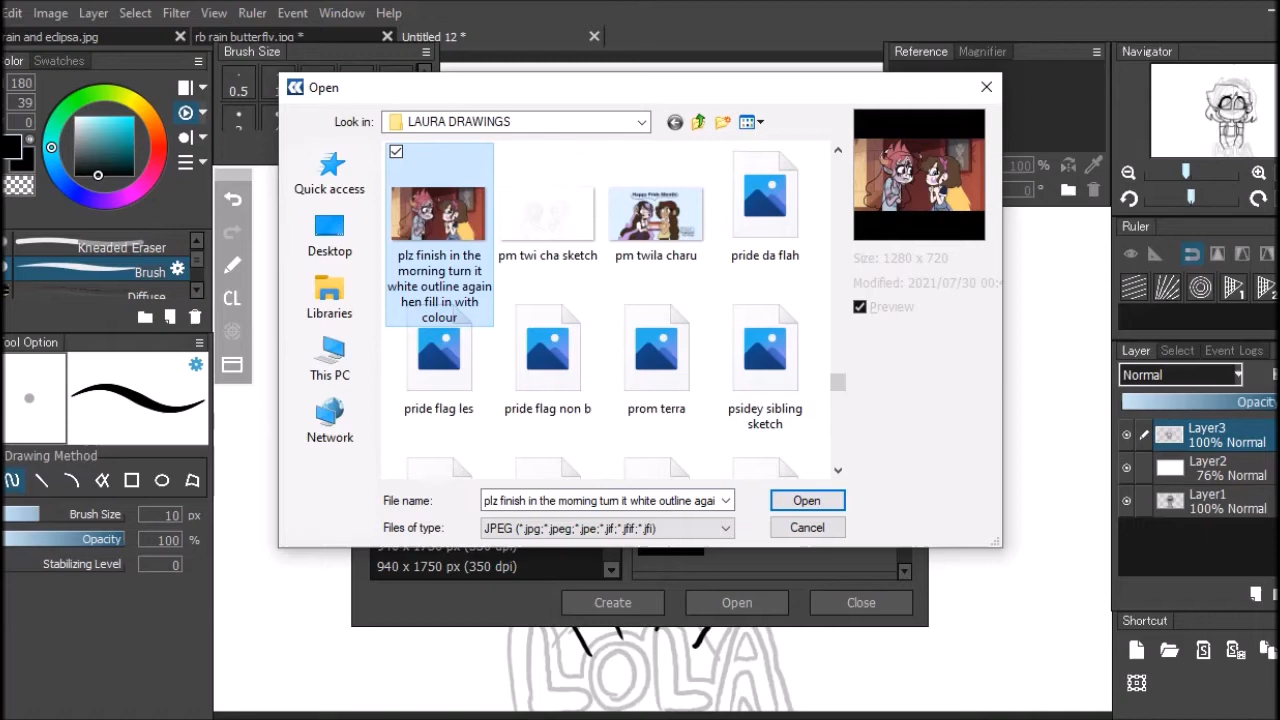 Edit Image Layer Select Filter View Ruler Event Window Help
rain and eclipsa.jpg
rb rain butterfly.jpg *
Untitled 12 *
Color Swatches
Brush Size
Reference Magnifier
Navigator
180
39
0
0.5
100 %
0 °
Open
Look in:
LAURA DRAWINGS
Quick access
Desktop
Libraries
This PC
Network
plz finish in the
morning turn it
white outline again
hen fill in with
colour
pm twi cha sketch
pm twila charu
pride da flah
pride flag les
pride flag non b
prom terra
psidey sibling
sketch
Size: 1280 x 720
Modified: 2021/07/30 00:
Preview
File name:
plz finish in the morning turn it white outline agai
Open
Files of type:
JPEG (*.jpg;*.jpeg;*.jpe;*.jif;*.jfif;*.jfi)
Cancel
940 x 1750 px (350 dpi)
Create
Open
Close
LOLA
Kneaded Eraser
Brush
Diffuse
CL
Tool Option
Drawing Method
Brush Size
10 px
Opacity
100 %
Stabilizing Level
0
Ruler
1
2
Layer Select Event Logs
Normal
Opacity
Layer3
100% Normal
Layer2
76% Normal
Layer1
100% Normal
Shortcut